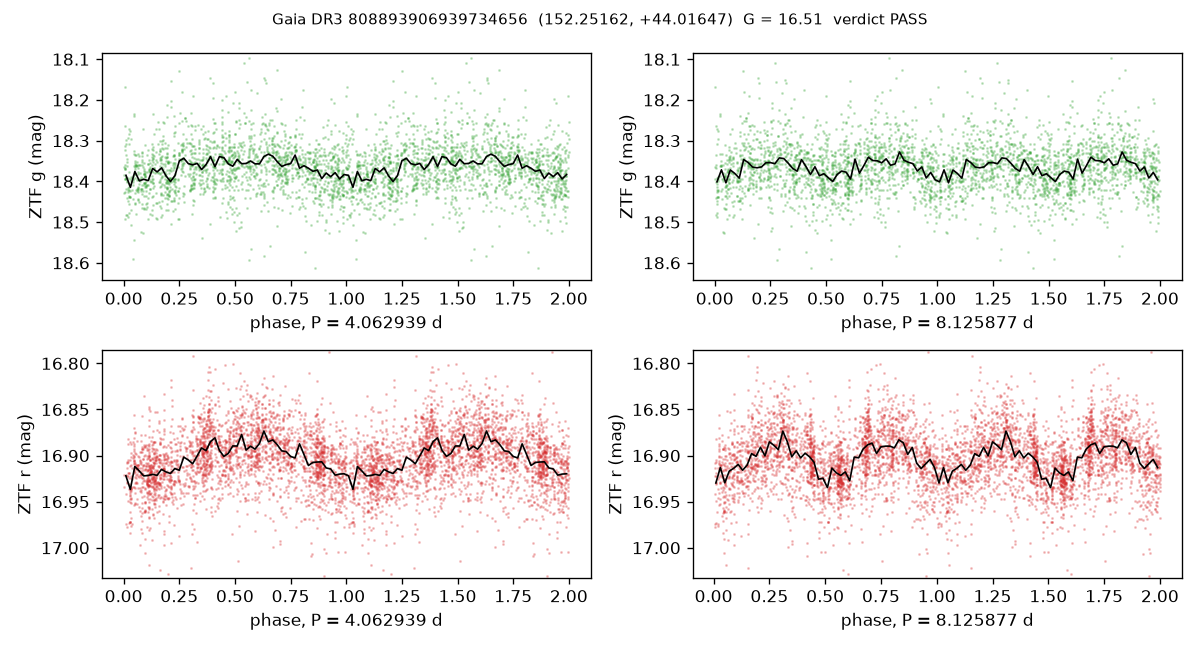 Gaia DR3 808893906939734656  (152.25162, +44.01647)  G = 16.51  verdict PASS
ZTF g (mag)
18.1
18.2
18.3
18.4
18.5
18.6
0.00 0.25 0.50 0.75 1.00 1.25 1.50 1.75 2.00
phase, P = 4.062939 d
ZTF g (mag)
18.1
18.2
18.3
18.4
18.5
18.6
0.00 0.25 0.50 0.75 1.00 1.25 1.50 1.75 2.00
phase, P = 8.125877 d
ZTF r (mag)
16.80
16.85
16.90
16.95
17.00
0.00 0.25 0.50 0.75 1.00 1.25 1.50 1.75 2.00
phase, P = 4.062939 d
ZTF r (mag)
16.80
16.85
16.90
16.95
17.00
0.00 0.25 0.50 0.75 1.00 1.25 1.50 1.75 2.00
phase, P = 8.125877 d